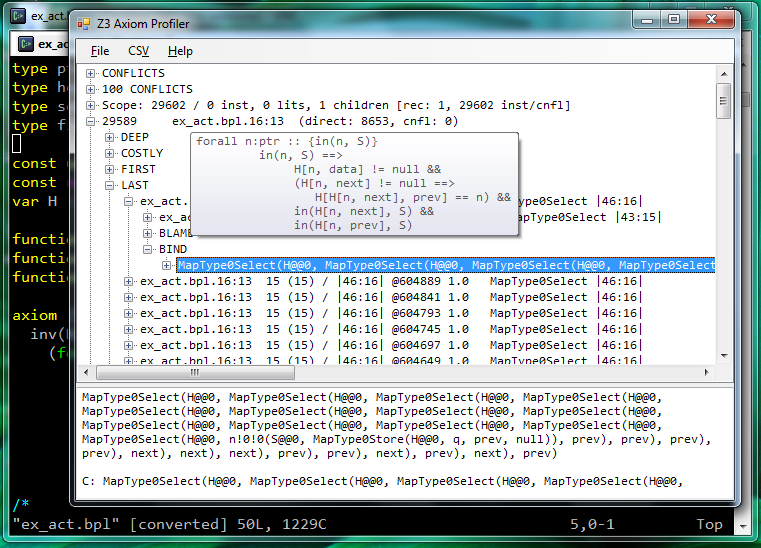 ex_act.b
Z3 Axiom Profiler
File CSV Help
ex_ac
type p
type h
type s
type f
const
const
var H
function
function
function
axiom
inv(
(fo
/*
CONFLICTS
100 CONFLICTS
Scope: 29602 / 0 inst, 0 lits, 1 children [rec: 1, 29602 inst/cnfl]
29589 ex_act.bpl.16:13 (direct: 8653, cnfl: 0)
DEEP
COSTLY
FIRST
LAST
forall n:ptr :: {in(n, S)}
in(n, S) ==>
H[n, data] != null &&
(H[n, next] != null ==>
H[H[n, next], prev] == n) &&
in(H[n, next], S) &&
in(H[n, prev], S)
ex_act. MapType0Select |46:16|
ex_ac MapType0Select |43:15|
BLAME
BIND
MapType0Select(H@@0, MapType0Select(H@@0, MapType0Select(H@@0, MapType0Select
ex_act.bpl.16:13 15 (15) / |46:16| @604889 1.0 MapType0Select |46:16|
ex_act.bpl.16:13 15 (15) / |46:16| @604841 1.0 MapType0Select |46:16|
ex_act.bpl.16:13 15 (15) / |46:16| @604793 1.0 MapType0Select |46:16|
ex_act.bpl.16:13 15 (15) / |46:16| @604745 1.0 MapType0Select |46:16|
ex_act.bpl.16:13 15 (15) / |46:16| @604697 1.0 MapType0Select |46:16|
ex_act.bpl.16:13 15 (15) / |46:16| @604649 1.0 MapType0Select |46:16|
MapType0Select(H@@0, MapType0Select(H@@0, MapType0Select(H@@0, MapType0Select(H@@0,
MapType0Select(H@@0, MapType0Select(H@@0, MapType0Select(H@@0, MapType0Select(H@@0,
MapType0Select(H@@0, MapType0Select(H@@0, MapType0Select(H@@0, MapType0Select(H@@0,
MapType0Select(H@@0, n!0!0(S@@0, MapType0Store(H@@0, q, prev, null)), prev), prev), prev),
prev), next), next), next), prev), prev), next), prev), next), prev)
C: MapType0Select(H@@0, MapType0Select(H@@0, MapType0Select(H@@0, MapType0Select(H@@0,
"ex_act.bpl" [converted] 50L, 1229C 5,0-1 Top